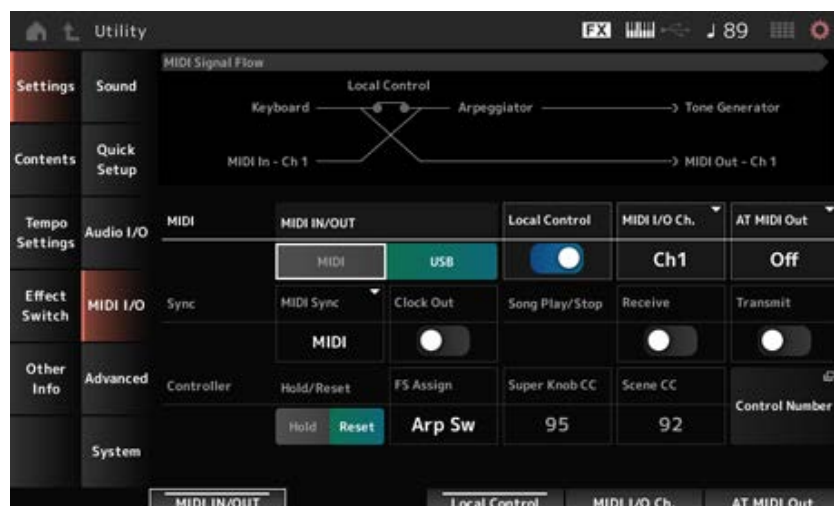 Utility FX ♩ 89
MIDI Signal Flow
Settings Sound
Local Control
Keyboard Arpeggiator Tone Generator
Contents Quick Setup
MIDI In - Ch 1 MIDI Out - Ch 1
Tempo Settings Audio I/O MIDI MIDI IN/OUT Local Control MIDI I/O Ch. AT MIDI Out
MIDI USB Ch1 Off
Effect Switch MIDI I/O Sync MIDI Sync Clock Out Song Play/Stop Receive Transmit
MIDI
Other Info Advanced Controller Hold/Reset FS Assign Super Knob CC Scene CC Control Number
Hold Reset Arp Sw 95 92
System
MIDI IN/OUT Local Control MIDI I/O Ch. AT MIDI Out